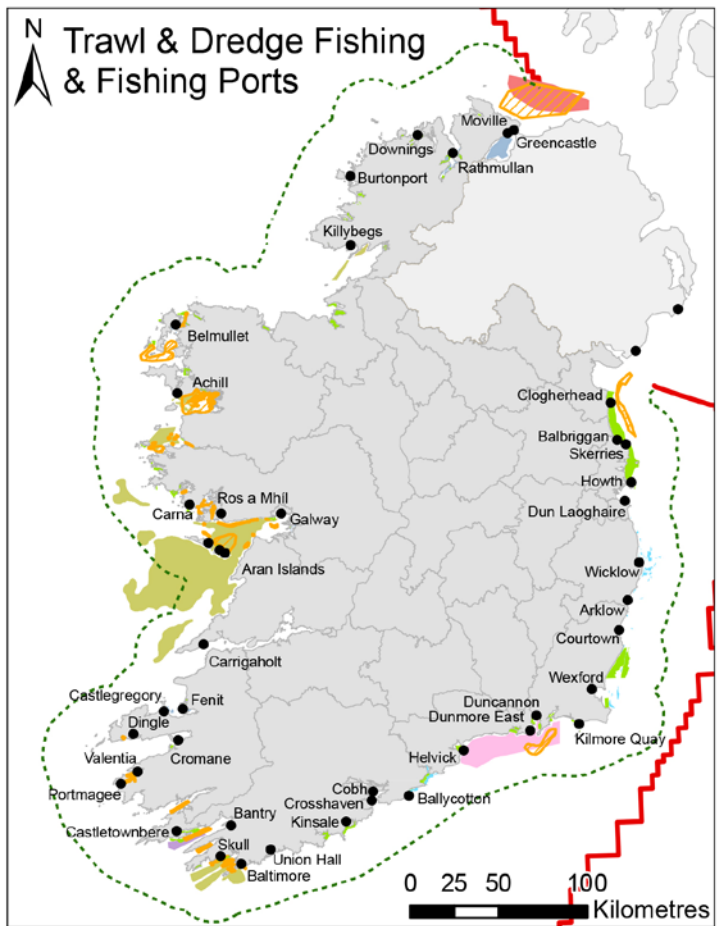 N
Trawl & Dredge Fishing
& Fishing Ports
Moville
Greencastle
Downings
Rathmullan
Burtonport
Killybegs
Belmullet
Achill
Clogherhead
Balbriggan
Skerries
Howth
Ros a Mhíl
Carna
Galway
Dun Laoghaire
Aran Islands
Wicklow
Arklow
Courtown
Carrigaholt
Wexford
Castlegregory
Fenit
Duncannon
Dingle
Dunmore East
Kilmore Quay
Valentia
Cromane
Helvick
Portmagee
Cobh
Crosshaven
Ballycotton
Bantry
Kinsale
Castletownbere
Skull
Union Hall
Baltimore
0 25 50 100
Kilometres